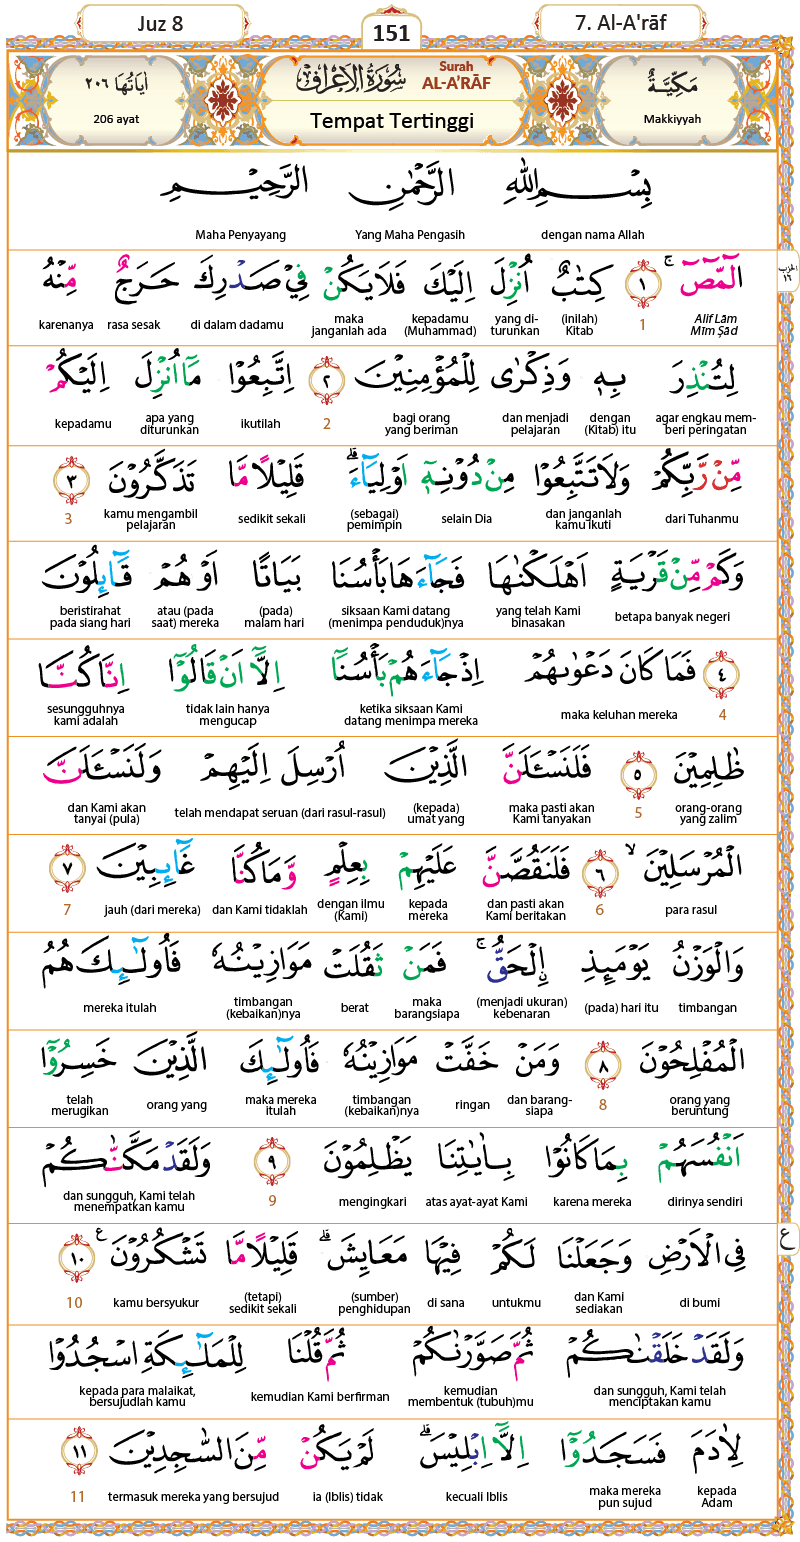 Juz 8
151
7. Al-A'rāf
اٰيَاتُهَا ٢٠٦
206 ayat
سُوْرَةُ الْاَعْرَافِ
Surah
AL-A'RĀF
Tempat Tertinggi
مَكِّيَّةٌ
Makkiyyah
بِسْمِ اللّٰهِ الرَّحْمٰنِ الرَّحِيْمِ
dengan nama Allah Yang Maha Pengasih Maha Penyayang
الۤمّۤصۤ ۚ ١ كِتٰبٌ اُنْزِلَ اِلَيْكَ فَلَا يَكُنْ فِيْ صَدْرِكَ حَرَجٌ مِّنْهُ
الحزب ١٦
Alif Lām Mīm Ṣād 1 (inilah) Kitab yang di-turunkan kepadamu (Muhammad) maka janganlah ada di dalam dadamu rasa sesak karenanya
لِتُنْذِرَ بِهٖ وَذِكْرٰى لِلْمُؤْمِنِيْنَ ٢ اِتَّبِعُوْا مَآ اُنْزِلَ اِلَيْكُمْ
agar engkau mem-beri peringatan dengan (Kitab) itu dan menjadi pelajaran bagi orang yang beriman 2 ikutilah apa yang diturunkan kepadamu
مِّنْ رَّبِّكُمْ وَلَا تَتَّبِعُوْا مِنْ دُوْنِهٖٓ اَوْلِيَاۤءَۗ قَلِيْلًا مَّا تَذَكَّرُوْنَ ٣
dari Tuhanmu dan janganlah kamu ikuti selain Dia (sebagai) pemimpin sedikit sekali kamu mengambil pelajaran 3
وَكَمْ مِّنْ قَرْيَةٍ اَهْلَكْنٰهَا فَجَاۤءَهَا بَأْسُنَا بَيَاتًا اَوْ هُمْ قَاۤىِٕلُوْنَ
betapa banyak negeri yang telah Kami binasakan siksaan Kami datang (menimpa penduduk)nya (pada) malam hari atau (pada saat) mereka beristirahat pada siang hari
٤ فَمَا كَانَ دَعْوٰىهُمْ اِذْ جَاۤءَهُمْ بَأْسُنَآ اِلَّآ اَنْ قَالُوْٓا اِنَّا كُنَّا
4 maka keluhan mereka ketika siksaan Kami datang menimpa mereka tidak lain hanya mengucap sesungguhnya kami adalah
ظٰلِمِيْنَ ٥ فَلَنَسْـَٔلَنَّ الَّذِيْنَ اُرْسِلَ اِلَيْهِمْ وَلَنَسْـَٔلَنَّ
orang-orang yang zalim 5 maka pasti akan Kami tanyakan (kepada) umat yang telah mendapat seruan (dari rasul-rasul) dan Kami akan tanyai (pula)
الْمُرْسَلِيْنَۙ ٦ فَلَنَقُصَّنَّ عَلَيْهِمْ بِعِلْمٍ وَّمَا كُنَّا غَاۤىِٕبِيْنَ ٧
para rasul 6 dan pasti akan Kami beritakan kepada mereka dengan ilmu (Kami) dan Kami tidaklah jauh (dari mereka) 7
وَالْوَزْنُ يَوْمَىِٕذِ ِۨالْحَقُّۚ فَمَنْ ثَقُلَتْ مَوَازِيْنُهٗ فَاُولٰۤىِٕكَ هُمُ
timbangan (pada) hari itu (menjadi ukuran) kebenaran maka barangsiapa berat timbangan (kebaikan)nya mereka itulah
الْمُفْلِحُوْنَ ٨ وَمَنْ خَفَّتْ مَوَازِيْنُهٗ فَاُولٰۤىِٕكَ الَّذِيْنَ خَسِرُوْٓا
orang yang beruntung 8 dan barang-siapa ringan timbangan (kebaikan)nya maka mereka itulah orang yang telah merugikan
اَنْفُسَهُمْ بِمَا كَانُوْا بِاٰيٰتِنَا يَظْلِمُوْنَ ٩ وَلَقَدْ مَكَّنّٰكُمْ
dirinya sendiri karena mereka atas ayat-ayat Kami mengingkari 9 dan sungguh, Kami telah menempatkan kamu
فِى الْاَرْضِ وَجَعَلْنَا لَكُمْ فِيْهَا مَعَايِشَۗ قَلِيْلًا مَّا تَشْكُرُوْنَ ࣖ ١٠
ع
di bumi dan Kami sediakan untukmu di sana (sumber) penghidupan (tetapi) sedikit sekali kamu bersyukur 10
وَلَقَدْ خَلَقْنٰكُمْ ثُمَّ صَوَّرْنٰكُمْ ثُمَّ قُلْنَا لِلْمَلٰۤىِٕكَةِ اسْجُدُوْا
dan sungguh, Kami telah menciptakan kamu kemudian membentuk (tubuh)mu kemudian Kami berfirman kepada para malaikat, bersujudlah kamu
لِاٰدَمَ فَسَجَدُوْٓا اِلَّآ اِبْلِيْسَۗ لَمْ يَكُنْ مِّنَ السّٰجِدِيْنَ ١١
kepada Adam maka mereka pun sujud kecuali Iblis ia (Iblis) tidak termasuk mereka yang bersujud 11